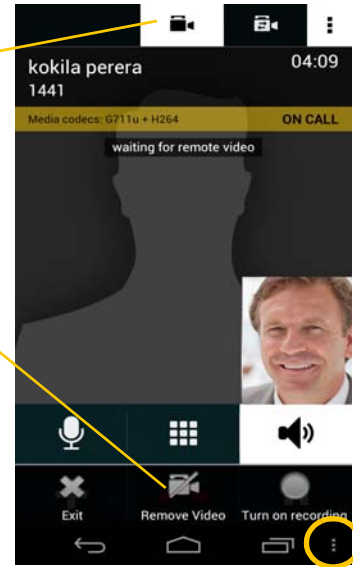 kokila perera 04:09
1441
Media codecs: G711u + H264 ON CALL
waiting for remote video
Exit Remove Video Turn on recording